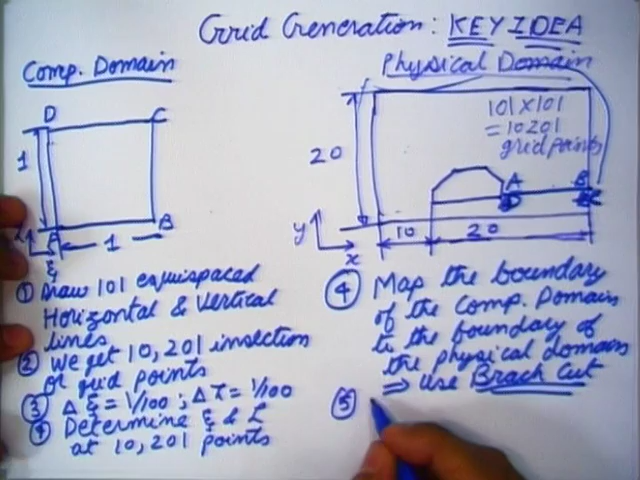 Grid Generation: KEY IDEA
Comp. Domain
Physical Domain
D
C
1
A
B
1
ξ
101 x 101
= 10201
grid points
20
A
B
D
C
y
x
10
20
① Draw 101 equispaced
Horizontal & Vertical
lines
② We get 10,201 insection
or grid points
③ Δξ = 1/100 ; Δτ = 1/100
④ Determine ξ & τ
at 10,201 points
④ Map the boundary
of the Comp. Domain
to the boundary of
the physical domain
⇒ Use Brach Cut
⑤